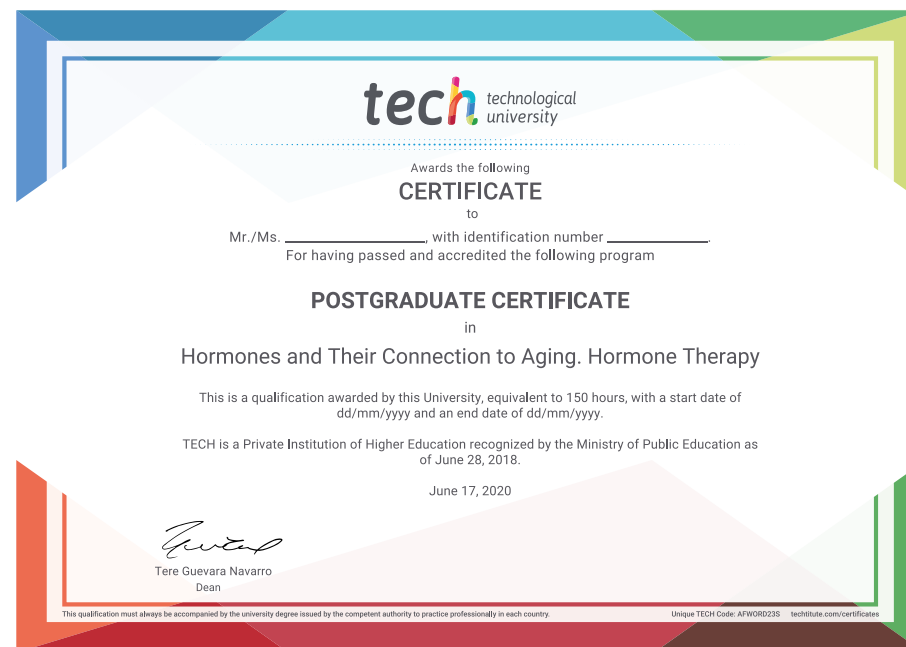 tech technological
university
Awards the following
CERTIFICATE
to
Mr./Ms. ____________________, with identification number ______________.
For having passed and accredited the following program
POSTGRADUATE CERTIFICATE
in
Hormones and Their Connection to Aging. Hormone Therapy
This is a qualification awarded by this University, equivalent to 150 hours, with a start date of
dd/mm/yyyy and an end date of dd/mm/yyyy.
TECH is a Private Institution of Higher Education recognized by the Ministry of Public Education as
of June 28, 2018.
June 17, 2020
Tere Guevara Navarro
Dean
This qualification must always be accompanied by the university degree issued by the competent authority to practice professionally in each country.
Unique TECH Code: AFWORD23S techtitute.com/certificates